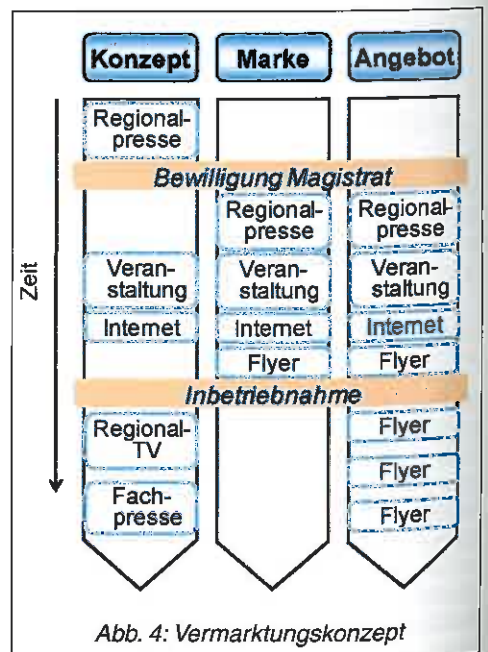 Konzept Marke Angebot
Zeit
Regional-
presse
Bewilligung Magistrat
Regional- Regional-
presse presse
Veran- Veran- Veran-
staltung staltung staltung
Internet Internet Internet
Flyer Flyer
Inbetriebnahme
Regional- Flyer
TV
Flyer
Fach-
presse Flyer
Abb. 4: Vermarktungskonzept